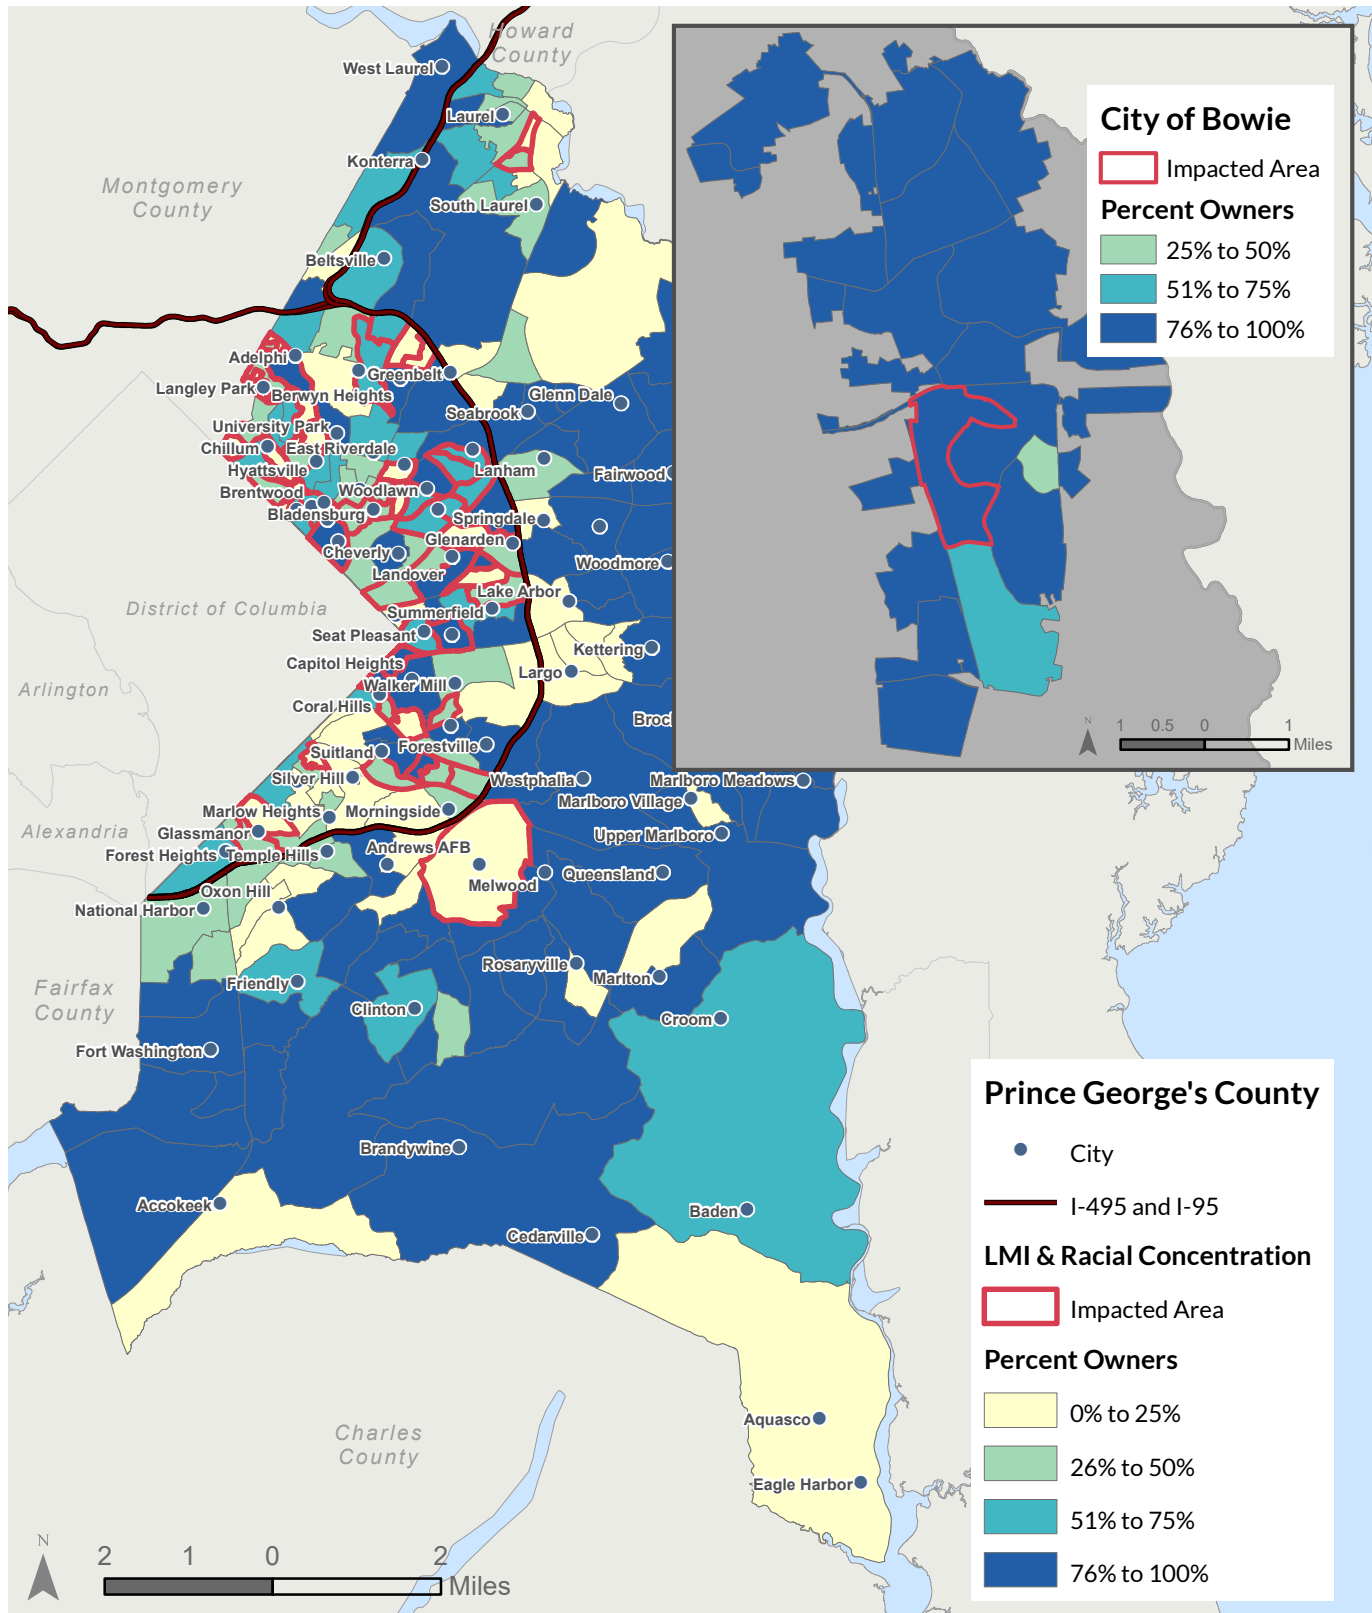 Howard
County
West Laurel
Laurel
Konterra
Montgomery
County
South Laurel
Beltsville
Adelphi
Greenbelt
Langley Park
Berwyn Heights
Glenn Dale
Seabrook
University Park
Chillum
East Riverdale
Hyattsville
Lanham
Fairwood
Brentwood
Woodlawn
Bladensburg
Springdale
Glenarden
Cheverly
Woodmore
Landover
Lake Arbor
District of Columbia
Summerfield
Seat Pleasant
Kettering
Capitol Heights
Largo
Walker Mill
Arlington
Coral Hills
Brock
Forestville
Suitland
Silver Hill
Westphalia
Marlboro Meadows
Marlboro Village
Marlow Heights
Morningside
Alexandria
Glassmanor
Upper Marlboro
Forest Heights
Temple Hills
Andrews AFB
Melwood
Queensland
Oxon Hill
National Harbor
Rosaryville
Marlton
Friendly
Fairfax
County
Clinton
Croom
Fort Washington
Brandywine
Accokeek
Baden
Cedarville
Aquasco
Charles
County
Eagle Harbor
N
2 1 0 2
Miles
City of Bowie
Impacted Area
Percent Owners
25% to 50%
51% to 75%
76% to 100%
N
1 0.5 0 1
Miles
Prince George's County
City
I-495 and I-95
LMI & Racial Concentration
Impacted Area
Percent Owners
0% to 25%
26% to 50%
51% to 75%
76% to 100%